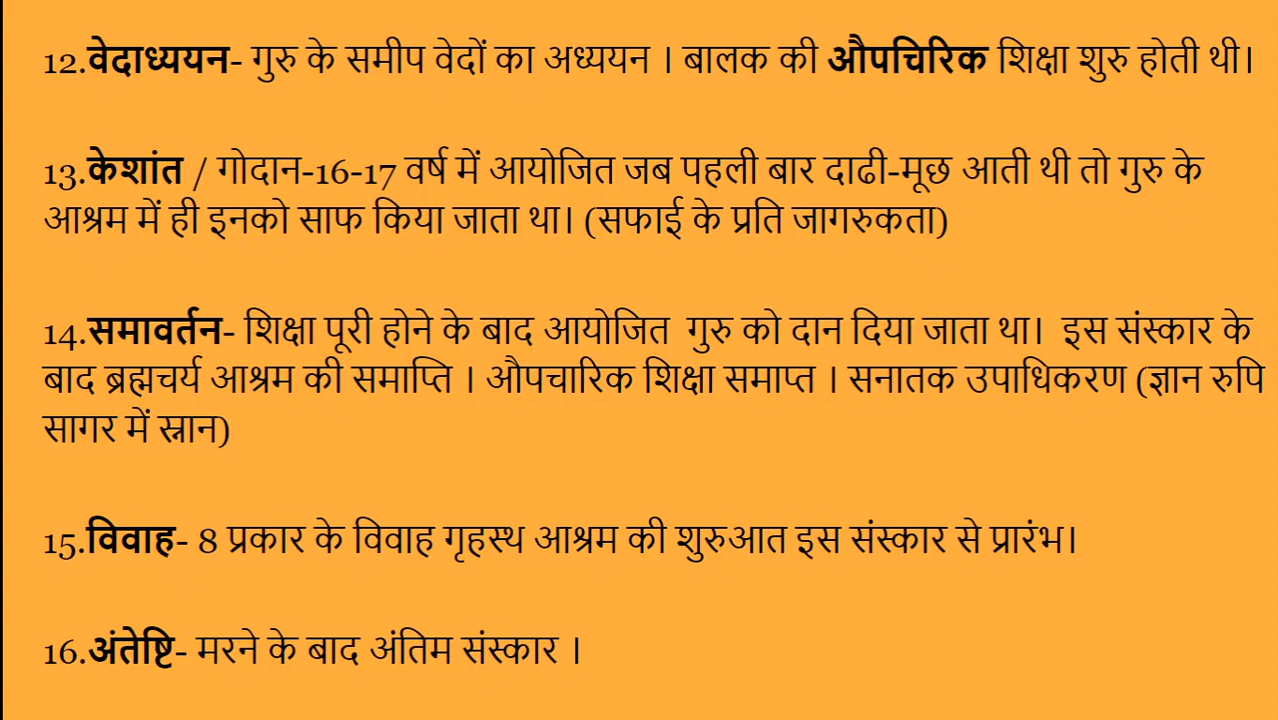 12.वेदाध्ययन- गुरु के समीप वेदों का अध्ययन । बालक की औपचिरिक शिक्षा शुरु होती थी।
13.केशांत / गोदान-16-17 वर्ष में आयोजित जब पहली बार दाढी-मूछ आती थी तो गुरु के
आश्रम में ही इनको साफ किया जाता था। (सफाई के प्रति जागरुकता)
14.समावर्तन- शिक्षा पूरी होने के बाद आयोजित गुरु को दान दिया जाता था। इस संस्कार के
बाद ब्रह्मचर्य आश्रम की समाप्ति । औपचारिक शिक्षा समाप्त । सनातक उपाधिकरण (ज्ञान रुपि
सागर में स्नान)
15.विवाह- 8 प्रकार के विवाह गृहस्थ आश्रम की शुरुआत इस संस्कार से प्रारंभ।
16.अंतेष्टि- मरने के बाद अंतिम संस्कार ।